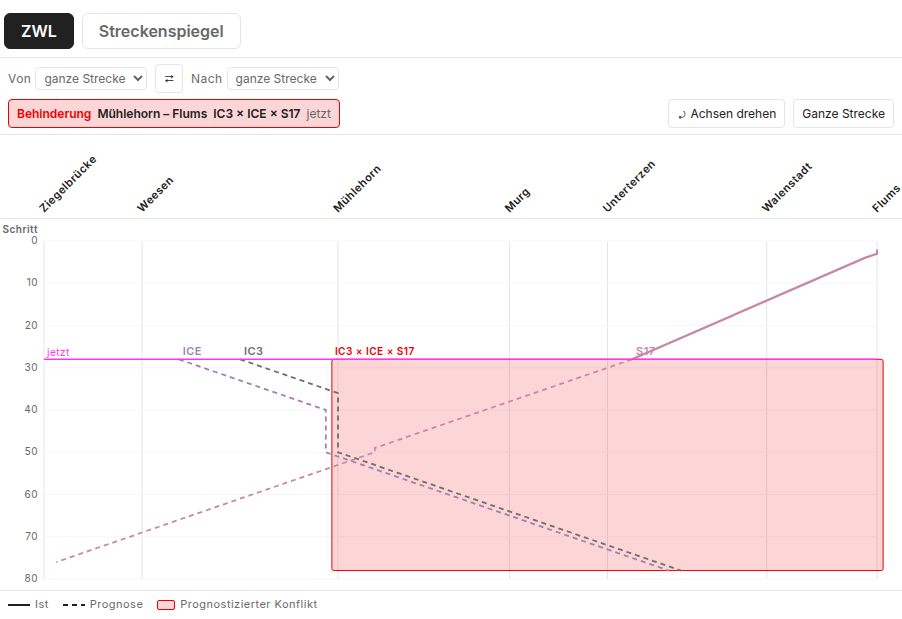 ZWL Streckenspiegel
Von ganze Strecke ⇄ Nach ganze Strecke
Behinderung Mühlehorn – Flums IC3 × ICE × S17 jetzt
⤾ Achsen drehen Ganze Strecke
Ziegelbrücke
Weesen
Mühlehorn
Murg
Unterterzen
Walenstadt
Flums
Schritt
0
10
20
jetzt ICE IC3 IC3 × ICE × S17 S17
30
40
50
60
70
80
Ist Prognose Prognostizierter Konflikt